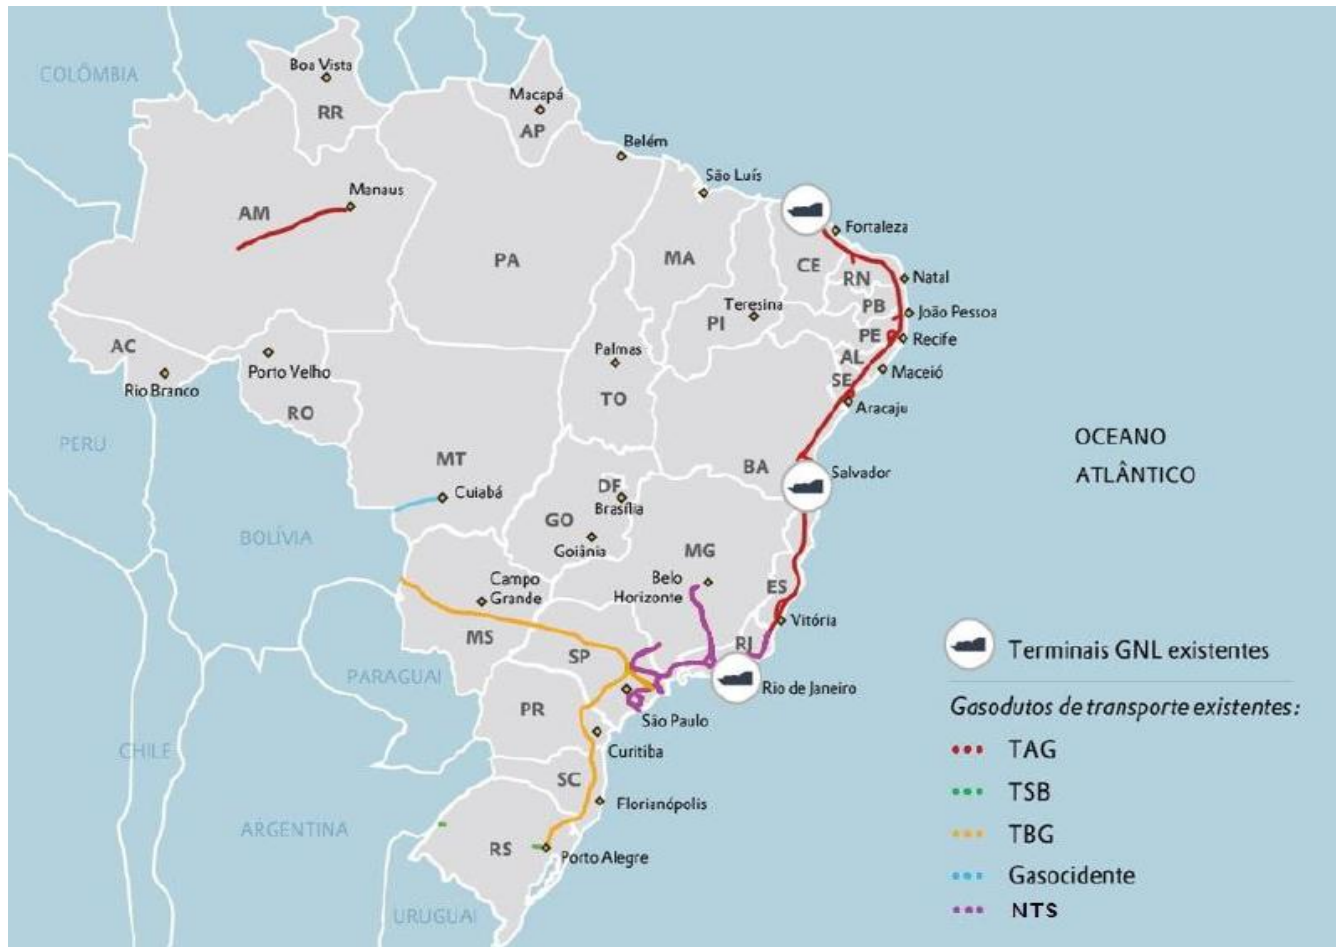 COLÔMBIA
Boa Vista
RR
Macapá
AP
Belém
São Luís
Manaus
AM
Fortaleza
PA
MA
CE
RN
Natal
Teresina
PI
PB
João Pessoa
PE
Recife
AC
Palmas
AL
Maceió
Rio Branco
Porto Velho
SE
RO
TO
Aracaju
PERU
OCEANO
ATLÂNTICO
MT
BA
Salvador
Cuiabá
DF
Brasília
GO
BOLÍVIA
Goiânia
MG
Campo
Grande
Belo
Horizonte
ES
Vitória
MS
SP
RJ
Terminais GNL existentes
PARAGUAI
Rio de Janeiro
PR
São Paulo
Gasodutos de transporte existentes:
CHILE
Curitiba
TAG
SC
TSB
Florianópolis
ARGENTINA
TBG
RS
Porto Alegre
Gasocidente
URUGUAI
NTS